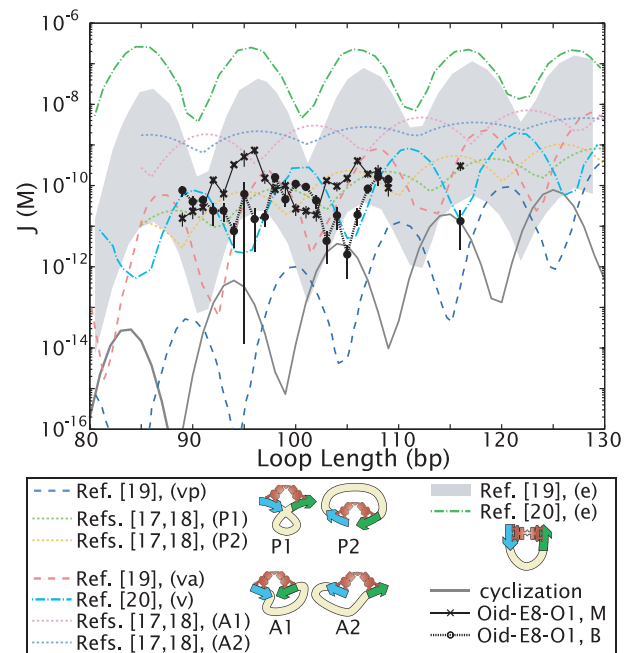 10^-6
10^-8
10^-10
10^-12
10^-14
10^-16
J (M)
80 90 100 110 120 130
Loop Length (bp)
Ref. [19], (vp)
Refs. [17,18], (P1)
Refs. [17,18], (P2)
P1 P2
Ref. [19], (e)
Ref. [20], (e)
Ref. [19], (va)
Ref. [20], (v)
Refs. [17,18], (A1)
Refs. [17,18], (A2)
A1 A2
cyclization
Oid-E8-O1, M
Oid-E8-O1, B